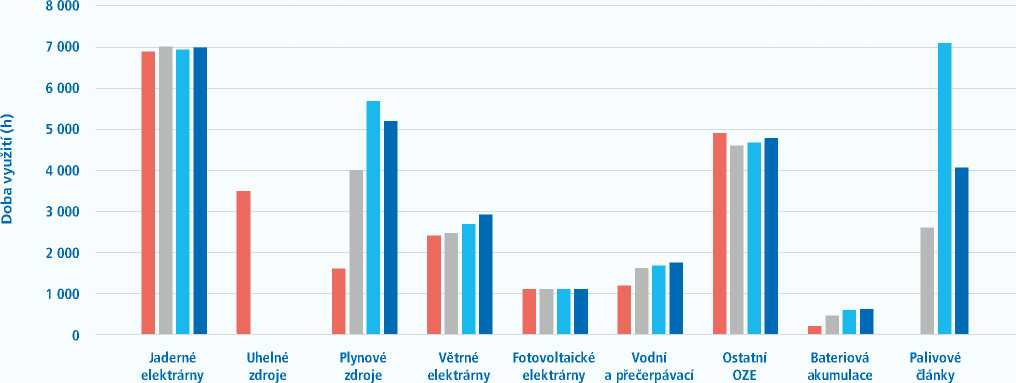 8 000
7 000
6 000
5 000
4 000
3 000
2 000
1 000
0
Doba využití (h)
Jaderné
elektrárny
Uhelné
zdroje
Plynové
zdroje
Větrné
elektrárny
Fotovoltaické
elektrárny
Vodní
a přečerpávací
Ostatní
OZE
Bateriová
akumulace
Palivové
články